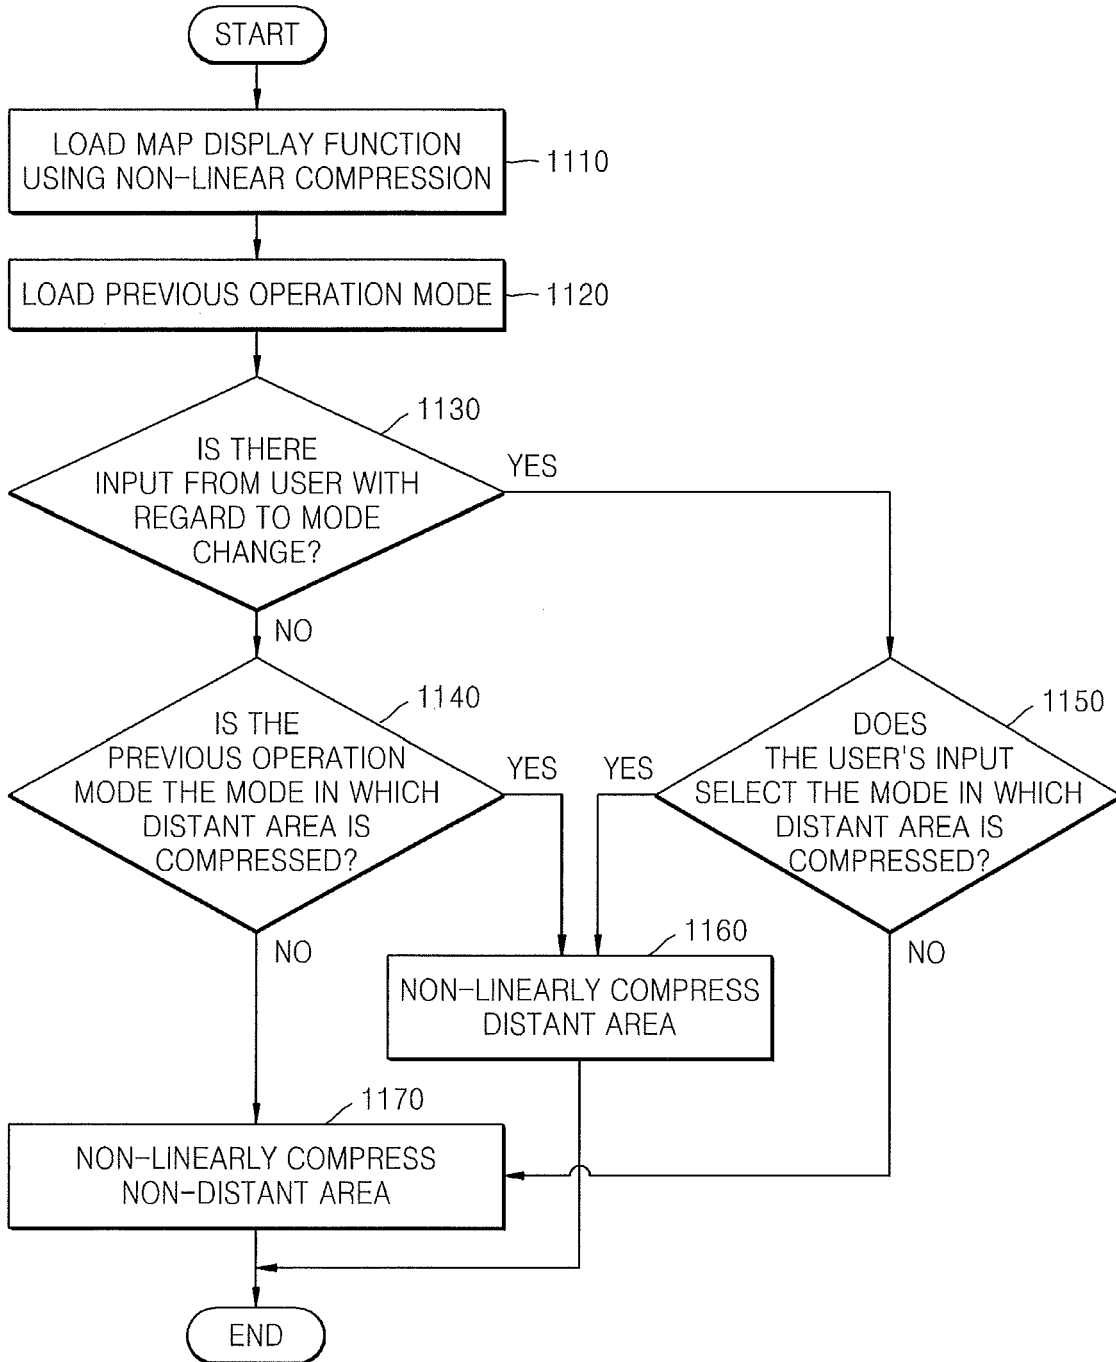 START
LOAD MAP DISPLAY FUNCTION
USING NON-LINEAR COMPRESSION
1110
LOAD PREVIOUS OPERATION MODE
1120
1130
IS THERE
INPUT FROM USER WITH
REGARD TO MODE
CHANGE?
YES
NO
1140
IS THE
PREVIOUS OPERATION
MODE THE MODE IN WHICH
DISTANT AREA IS
COMPRESSED?
YES
NO
1150
DOES
THE USER'S INPUT
SELECT THE MODE IN WHICH
DISTANT AREA IS
COMPRESSED?
YES
NO
1160
NON-LINEARLY COMPRESS
DISTANT AREA
1170
NON-LINEARLY COMPRESS
NON-DISTANT AREA
END